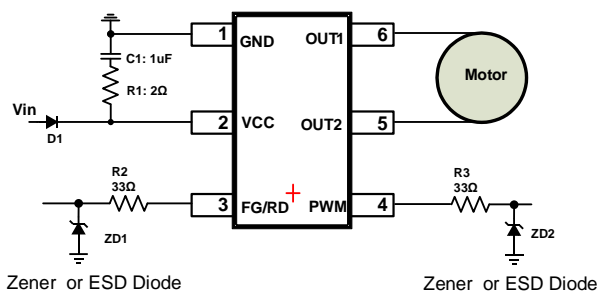 1
GND
OUT1
6
C1: 1uF
R1: 2Ω
Motor
Vin
D1
2
VCC
OUT2
5
R2
33Ω
3
FG/RD
PWM
4
R3
33Ω
ZD1
ZD2
Zener or ESD Diode
Zener or ESD Diode